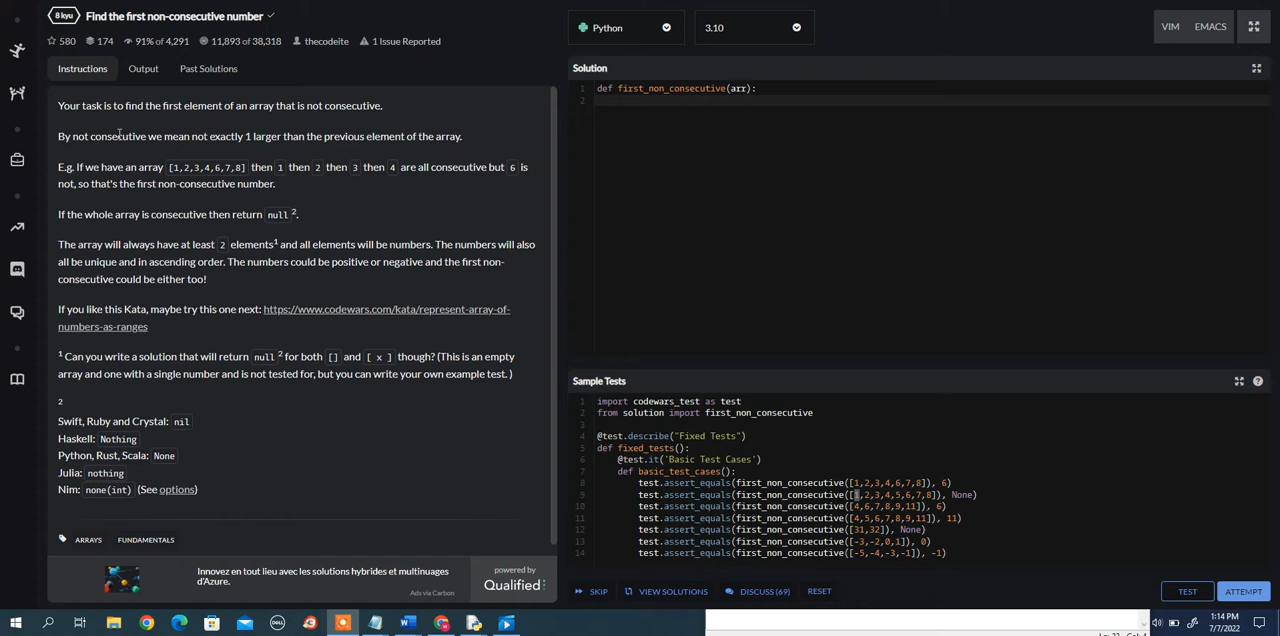 8 kyu Find the first non-consecutive number
580 174 91% of 4,291 11,893 of 38,318 thecodeite 1 Issue Reported
Python 3.10 VIM EMACS
Instructions Output Past Solutions
Your task is to find the first element of an array that is not consecutive.
By not consecutive we mean not exactly 1 larger than the previous element of the array.
E.g. If we have an array [1,2,3,4,6,7,8] then 1 then 2 then 3 then 4 are all consecutive but 6 is
not, so that's the first non-consecutive number.
If the whole array is consecutive then return null ².
The array will always have at least 2 elements¹ and all elements will be numbers. The numbers will also
all be unique and in ascending order. The numbers could be positive or negative and the first non-
consecutive could be either too!
If you like this Kata, maybe try this one next: https://www.codewars.com/kata/represent-array-of-
numbers-as-ranges
¹ Can you write a solution that will return null ² for both [] and [ x ] though? (This is an empty
array and one with a single number and is not tested for, but you can write your own example test. )
2
Swift, Ruby and Crystal: nil
Haskell: Nothing
Python, Rust, Scala: None
Julia: nothing
Nim: none(int) (See options)
ARRAYS FUNDAMENTALS
Innovez en tout lieu avec les solutions hybrides et multinuages
d'Azure.
Ads via Carbon
powered by
Qualified
Solution
1 def first_non_consecutive(arr):
2
Sample Tests
1 import codewars_test as test
2 from solution import first_non_consecutive
3
4 @test.describe("Fixed Tests")
5 def fixed_tests():
6 @test.it('Basic Test Cases')
7 def basic_test_cases():
8 test.assert_equals(first_non_consecutive([1,2,3,4,6,7,8]), 6)
9 test.assert_equals(first_non_consecutive([1,2,3,4,5,6,7,8]), None)
10 test.assert_equals(first_non_consecutive([4,6,7,8,9,11]), 6)
11 test.assert_equals(first_non_consecutive([4,5,6,7,8,9,11]), 11)
12 test.assert_equals(first_non_consecutive([31,32]), None)
13 test.assert_equals(first_non_consecutive([-3,-2,0,1]), 0)
14 test.assert_equals(first_non_consecutive([-5,-4,-3,-1]), -1)
SKIP VIEW SOLUTIONS DISCUSS (69) RESET TEST ATTEMPT
DELL
1:14 PM
7/7/2022